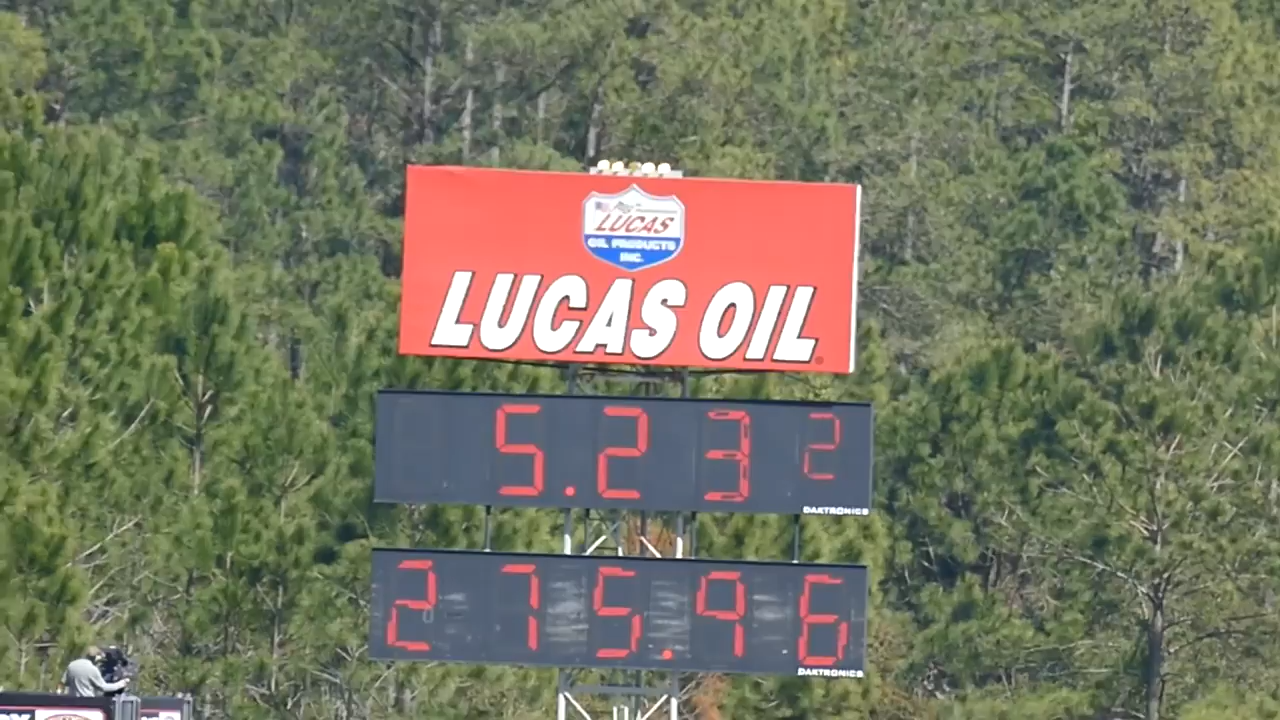 LUCAS
OIL PRODUCTS
INC.
LUCAS OIL
5.232
DAKTRONICS
275.96
DAKTRONICS